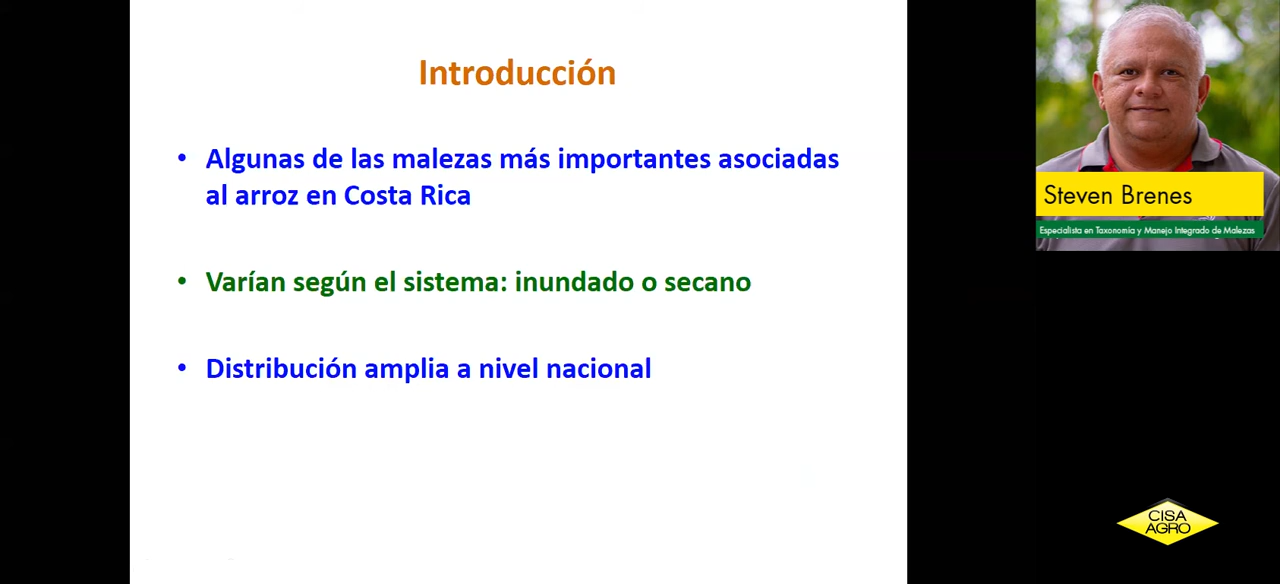 Introducción
• Algunas de las malezas más importantes asociadas
al arroz en Costa Rica
• Varían según el sistema: inundado o secano
• Distribución amplia a nivel nacional
Steven Brenes
Especialista en Taxonomía y Manejo Integrado de Malezas
CISA
AGRO